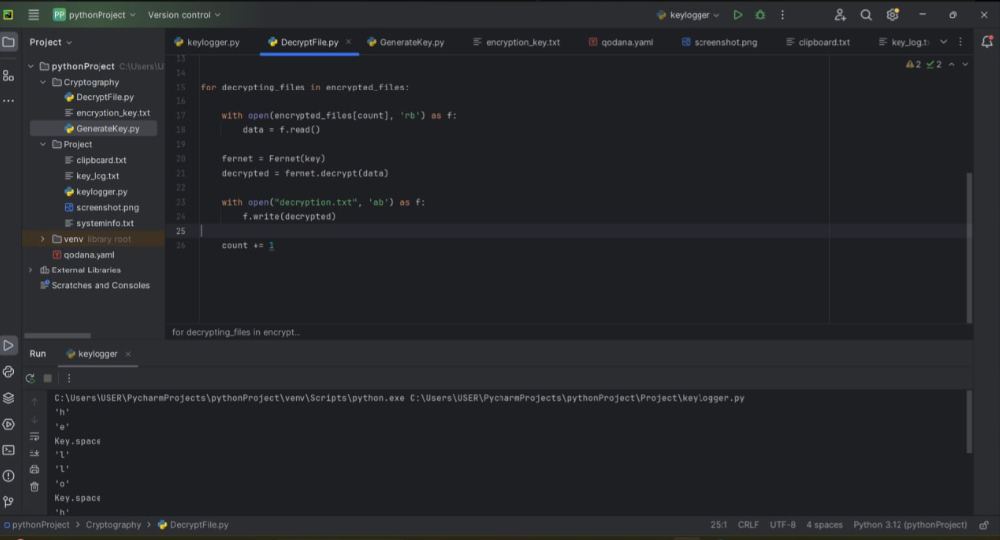 PP pythonProject Version control keylogger
Project
keylogger.py DecryptFile.py GenerateKey.py encryption_key.txt qodana.yaml screenshot.png clipboard.txt key_log.t
pythonProject C:\Users\U
Cryptography
DecryptFile.py
encryption_key.txt
GenerateKey.py
Project
clipboard.txt
key_log.txt
keylogger.py
screenshot.png
systeminfo.txt
venv library root
qodana.yaml
External Libraries
Scratches and Consoles
2 2
13
14
15 for decrypting_files in encrypted_files:
16
17 with open(encrypted_files[count], 'rb') as f:
18 data = f.read()
19
20 fernet = Fernet(key)
21 decrypted = fernet.decrypt(data)
22
23 with open("decryption.txt", 'ab') as f:
24 f.write(decrypted)
25
26 count += 1
for decrypting_files in encrypt...
Run keylogger
C:\Users\USER\PycharmProjects\pythonProject\venv\Scripts\python.exe C:\Users\USER\PycharmProjects\pythonProject\Project\keylogger.py
'h'
'e'
Key.space
'l'
'l'
'o'
Key.space
'h'
pythonProject > Cryptography > DecryptFile.py 25:1 CRLF UTF-8 4 spaces Python 3.12 (pythonProject)